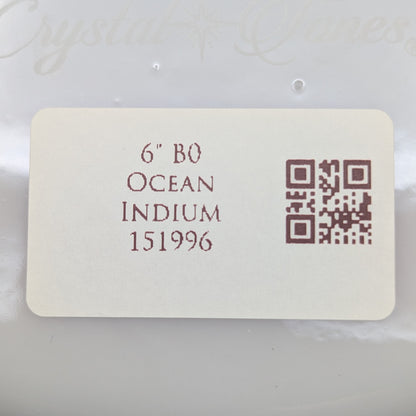 Crystal Tones
6" B0
OCEAN
INDIUM
151996